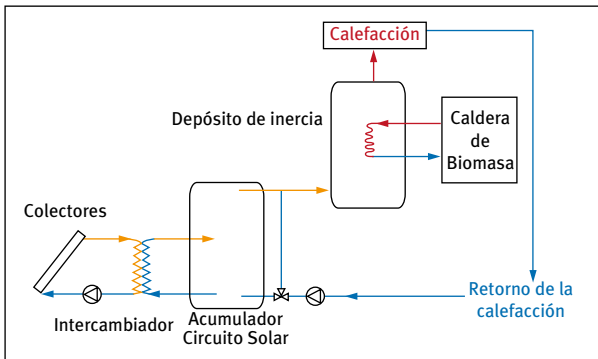 Calefacción
Depósito de inercia
Caldera
de
Biomasa
Colectores
Intercambiador
Acumulador
Circuito Solar
Retorno de la
calefacción